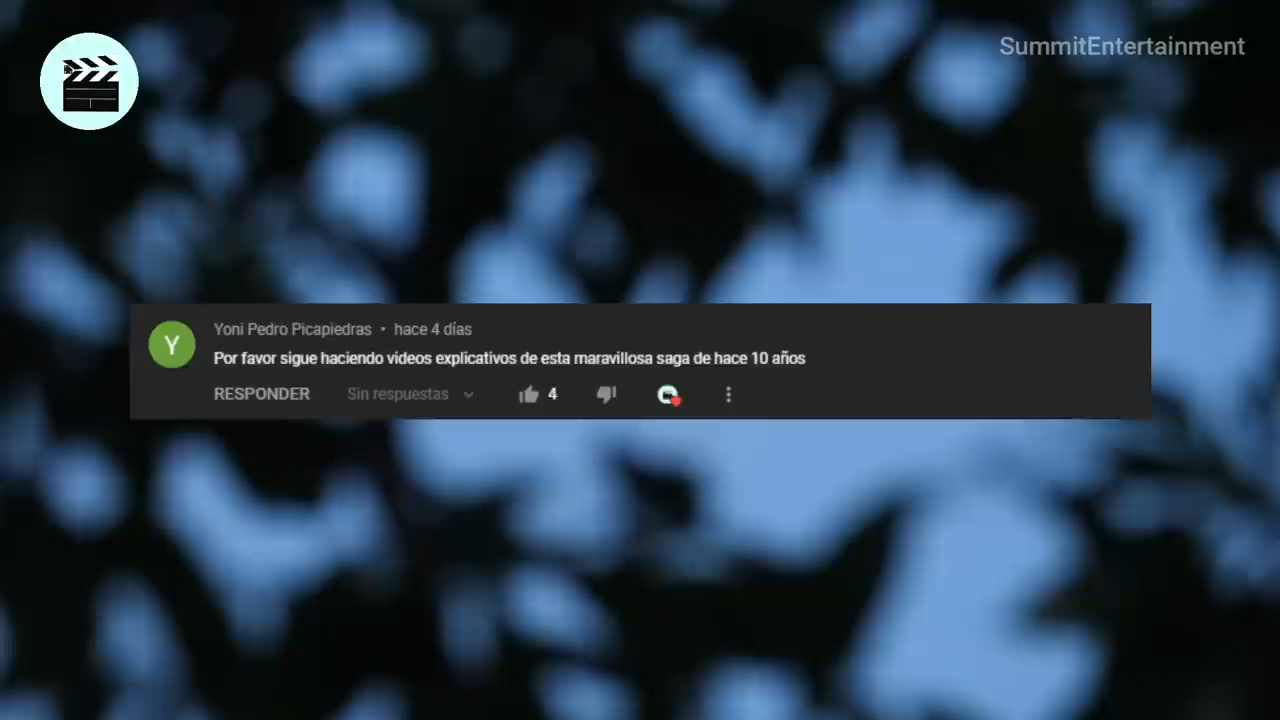 SummitEntertainment
Y
Yoni Pedro Picapiedras • hace 4 días
Por favor sigue haciendo videos explicativos de esta maravillosa saga de hace 10 años
RESPONDER Sin respuestas 4